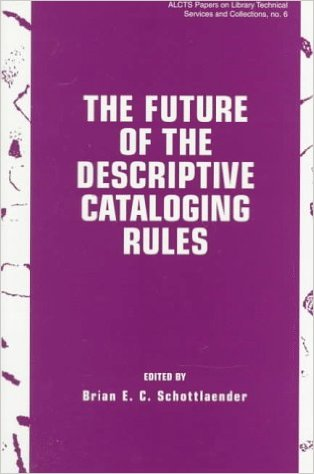 ALCTS Papers on Library Technical
Services and Collections, no. 6
THE FUTURE
OF THE
DESCRIPTIVE
CATALOGING
RULES
EDITED BY
Brian E. C. Schottlaender